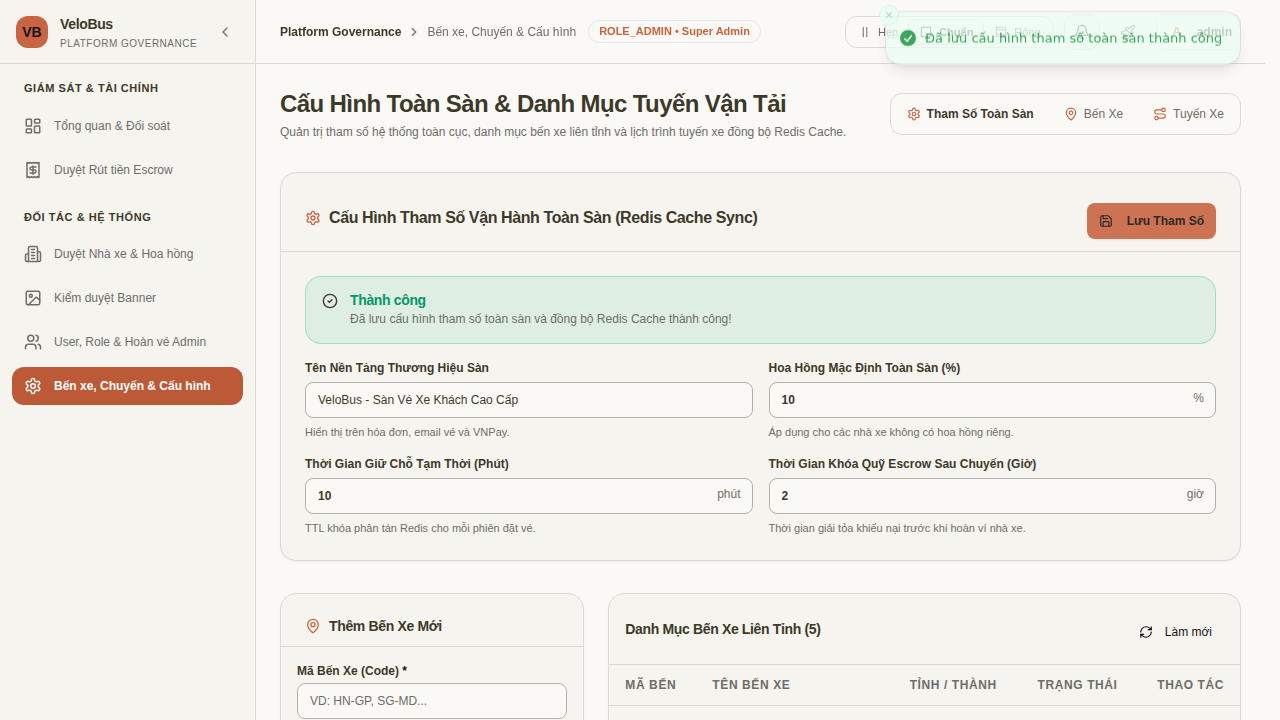 VB
VeloBus
PLATFORM GOVERNANCE
GIÁM SÁT & TÀI CHÍNH
Tổng quan & Đối soát
Duyệt Rút tiền Escrow
ĐỐI TÁC & HỆ THỐNG
Duyệt Nhà xe & Hoa hồng
Kiểm duyệt Banner
User, Role & Hoàn vé Admin
Bến xe, Chuyến & Cấu hình
Platform Governance
Bến xe, Chuyến & Cấu hình
ROLE_ADMIN • Super Admin
Đã lưu cấu hình tham số toàn sàn thành công
admin
Cấu Hình Toàn Sàn & Danh Mục Tuyến Vận Tải
Quản trị tham số hệ thống toàn cục, danh mục bến xe liên tỉnh và lịch trình tuyến xe đồng bộ Redis Cache.
Tham Số Toàn Sàn
Bến Xe
Tuyến Xe
Cấu Hình Tham Số Vận Hành Toàn Sàn (Redis Cache Sync)
Lưu Tham Số
Thành công
Đã lưu cấu hình tham số toàn sàn và đồng bộ Redis Cache thành công!
Tên Nền Tảng Thương Hiệu Sàn
VeloBus - Sàn Vé Xe Khách Cao Cấp
Hiển thị trên hóa đơn, email vé và VNPay.
Hoa Hồng Mặc Định Toàn Sàn (%)
10 %
Áp dụng cho các nhà xe không có hoa hồng riêng.
Thời Gian Giữ Chỗ Tạm Thời (Phút)
10 phút
TTL khóa phân tán Redis cho mỗi phiên đặt vé.
Thời Gian Khóa Quỹ Escrow Sau Chuyến (Giờ)
2 giờ
Thời gian giải tỏa khiếu nại trước khi hoàn ví nhà xe.
Thêm Bến Xe Mới
Mã Bến Xe (Code) *
VD: HN-GP, SG-MD...
Danh Mục Bến Xe Liên Tỉnh (5)
Làm mới
MÃ BẾN
TÊN BẾN XE
TỈNH / THÀNH
TRẠNG THÁI
THAO TÁC